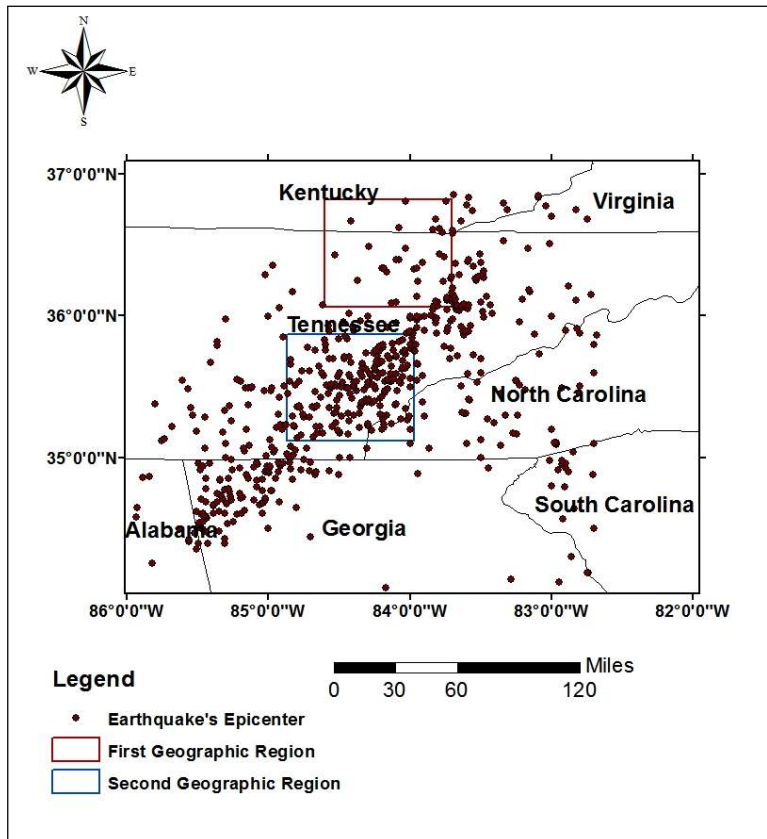 N
W E
S
37°0'0"N
Kentucky
Virginia
36°0'0"N
Tennessee
North Carolina
35°0'0"N
South Carolina
Alabama
Georgia
86°0'0"W 85°0'0"W 84°0'0"W 83°0'0"W 82°0'0"W
Miles
0 30 60 120
Legend
Earthquake's Epicenter
First Geographic Region
Second Geographic Region